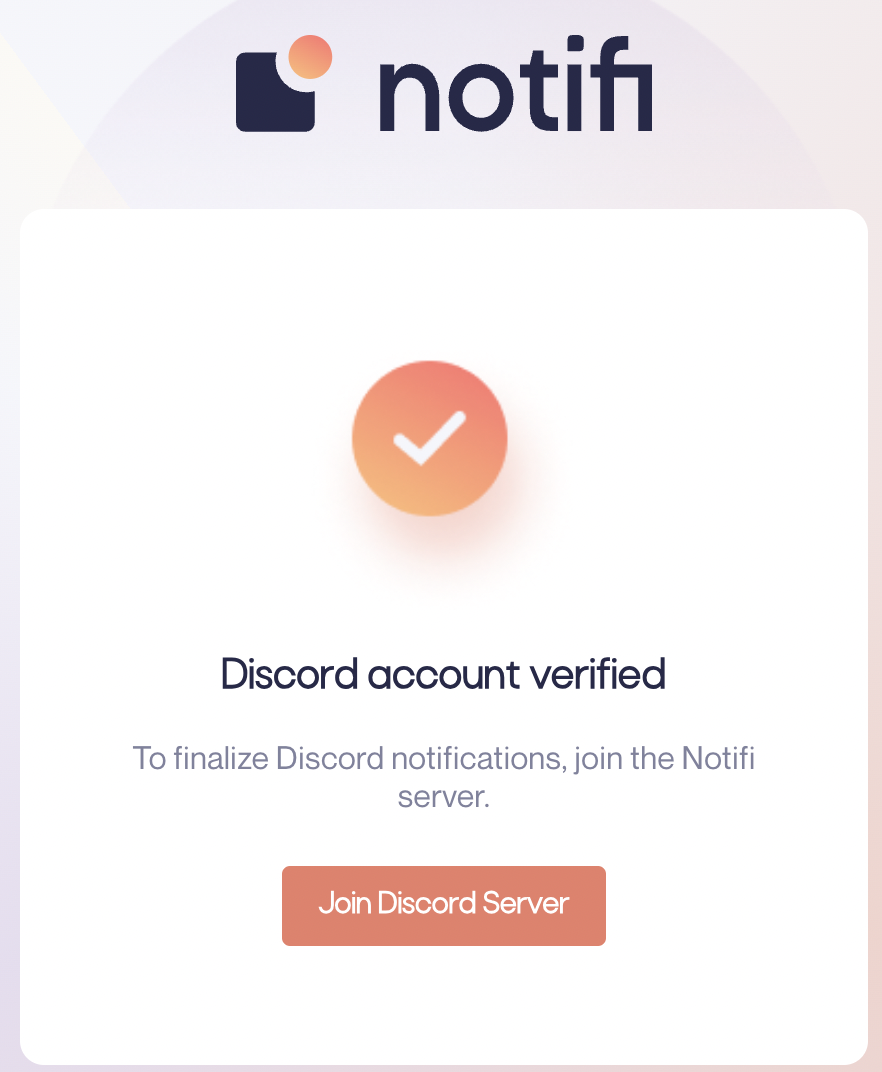 notifi
Discord account verified
To finalize Discord notifications, join the Notifi
server.
Join Discord Server